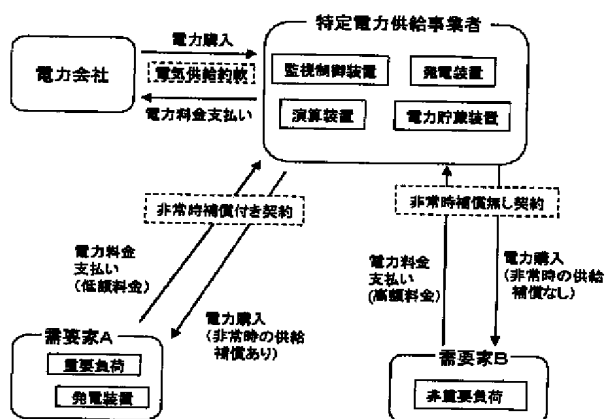 特定電力供給事業者
電力購入
電力会社
電気供給約款
監視制御装置
発電装置
電力料金支払い
演算装置
電力貯蔵装置
非常時補償付き契約
非常時補償無し契約
電力料金
支払い
(低額料金)
電力購入
(非常時の供給
補償あり)
電力料金
支払い
(高額料金)
電力購入
(非常時の供給
補償なし)
需要家A
重要負荷
発電装置
需要家B
非重要負荷